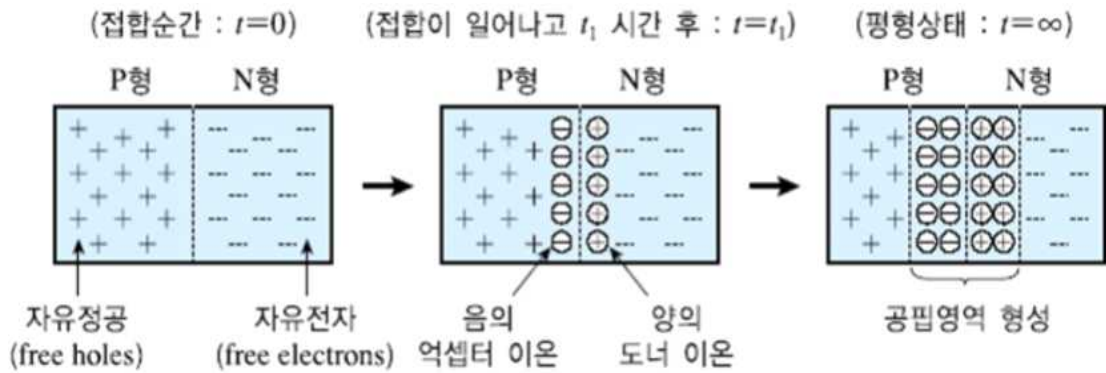 (접합순간 : t=0)
(접합이 일어나고 t₁ 시간 후 : t=t₁)
(평형상태 : t=∞)
P형 N형
P형 N형
P형 N형
자유정공
(free holes)
자유전자
(free electrons)
음의
억셉터 이온
양의
도너 이온
공핍영역 형성